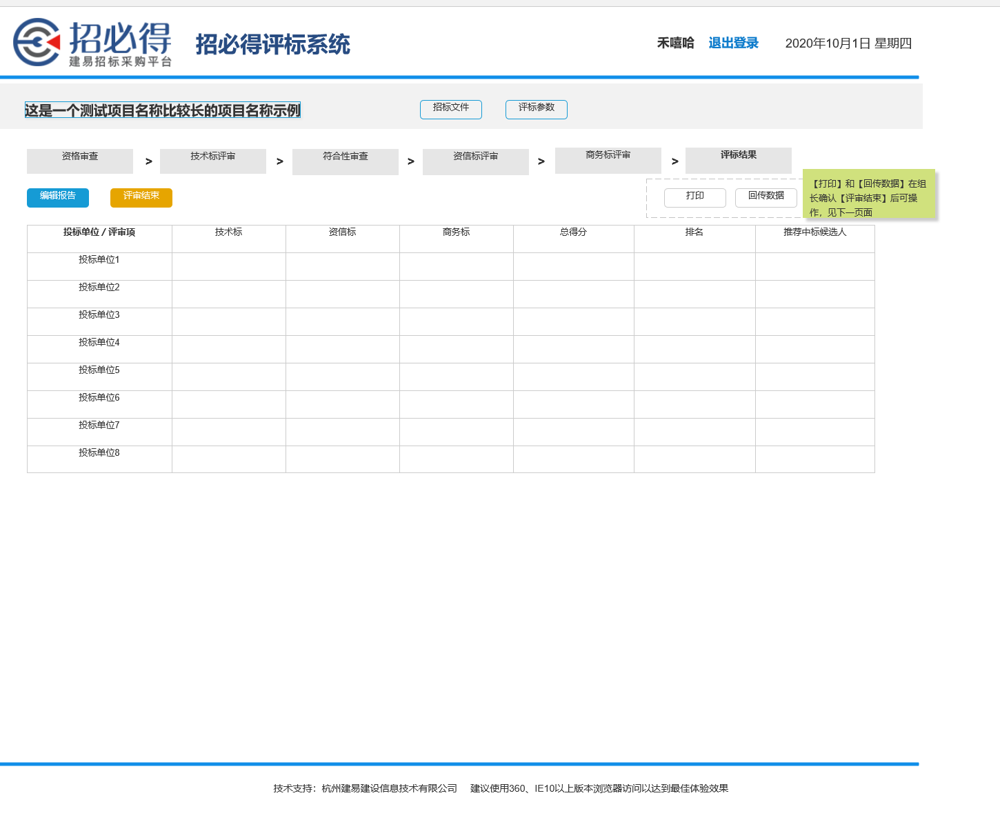 招必得
建易招标采购平台
招必得评标系统
禾嘻哈 退出登录 2020年10月1日 星期四
这是一个测试项目名称比较长的项目名称示例 招标文件 评标参数
资格审查 > 技术标评审 > 符合性审查 > 资信标评审 > 商务标评审 > 评标结果
编辑报告 评审结束 打印 回传数据
【打印】和【回传数据】在组
长确认【评审结束】后可操
作，见下一页面
投标单位 / 评审项 技术标 资信标 商务标 总得分 排名 推荐中标候选人
投标单位1
投标单位2
投标单位3
投标单位4
投标单位5
投标单位6
投标单位7
投标单位8
技术支持：杭州建易建设信息技术有限公司 建议使用360、IE10以上版本浏览器访问以达到最佳体验效果